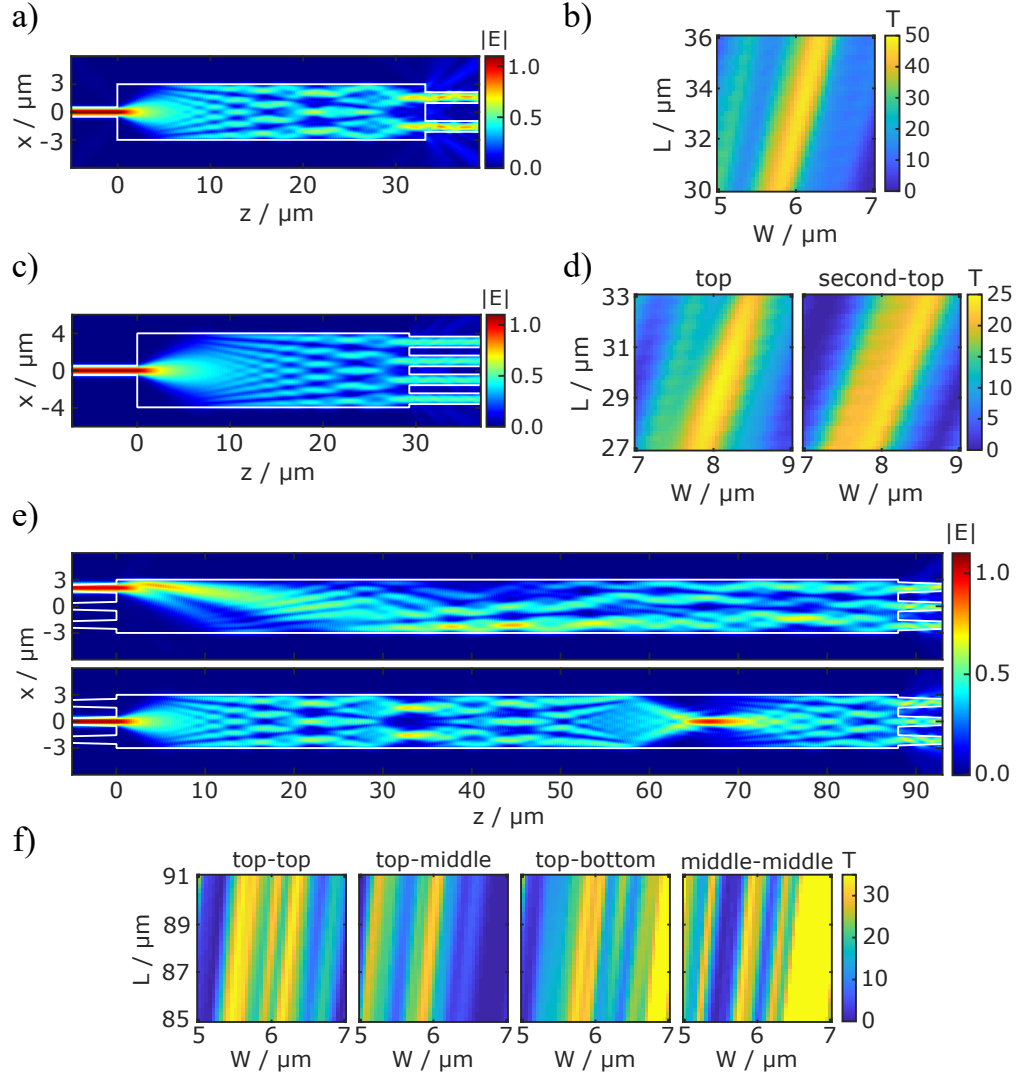 a)
|E|
x / µm
3
0
-3
1.0
0.5
0.0
0
10
20
30
z / µm
b)
T
L / µm
36
34
32
30
50
40
30
20
10
0
5
6
7
W / µm
c)
|E|
x / µm
4
0
-4
1.0
0.5
0.0
0
10
20
30
z / µm
d)
top
second-top
T
L / µm
33
31
29
27
25
20
15
10
5
0
7
8
9
7
8
9
W / µm
W / µm
e)
|E|
x / µm
3
0
-3
3
0
-3
1.0
0.5
0.0
0
10
20
30
40
50
60
70
80
90
z / µm
f)
top-top
top-middle
top-bottom
middle-middle
T
L / µm
91
89
87
85
30
20
10
0
5
6
7
5
6
7
5
6
7
5
6
7
W / µm
W / µm
W / µm
W / µm